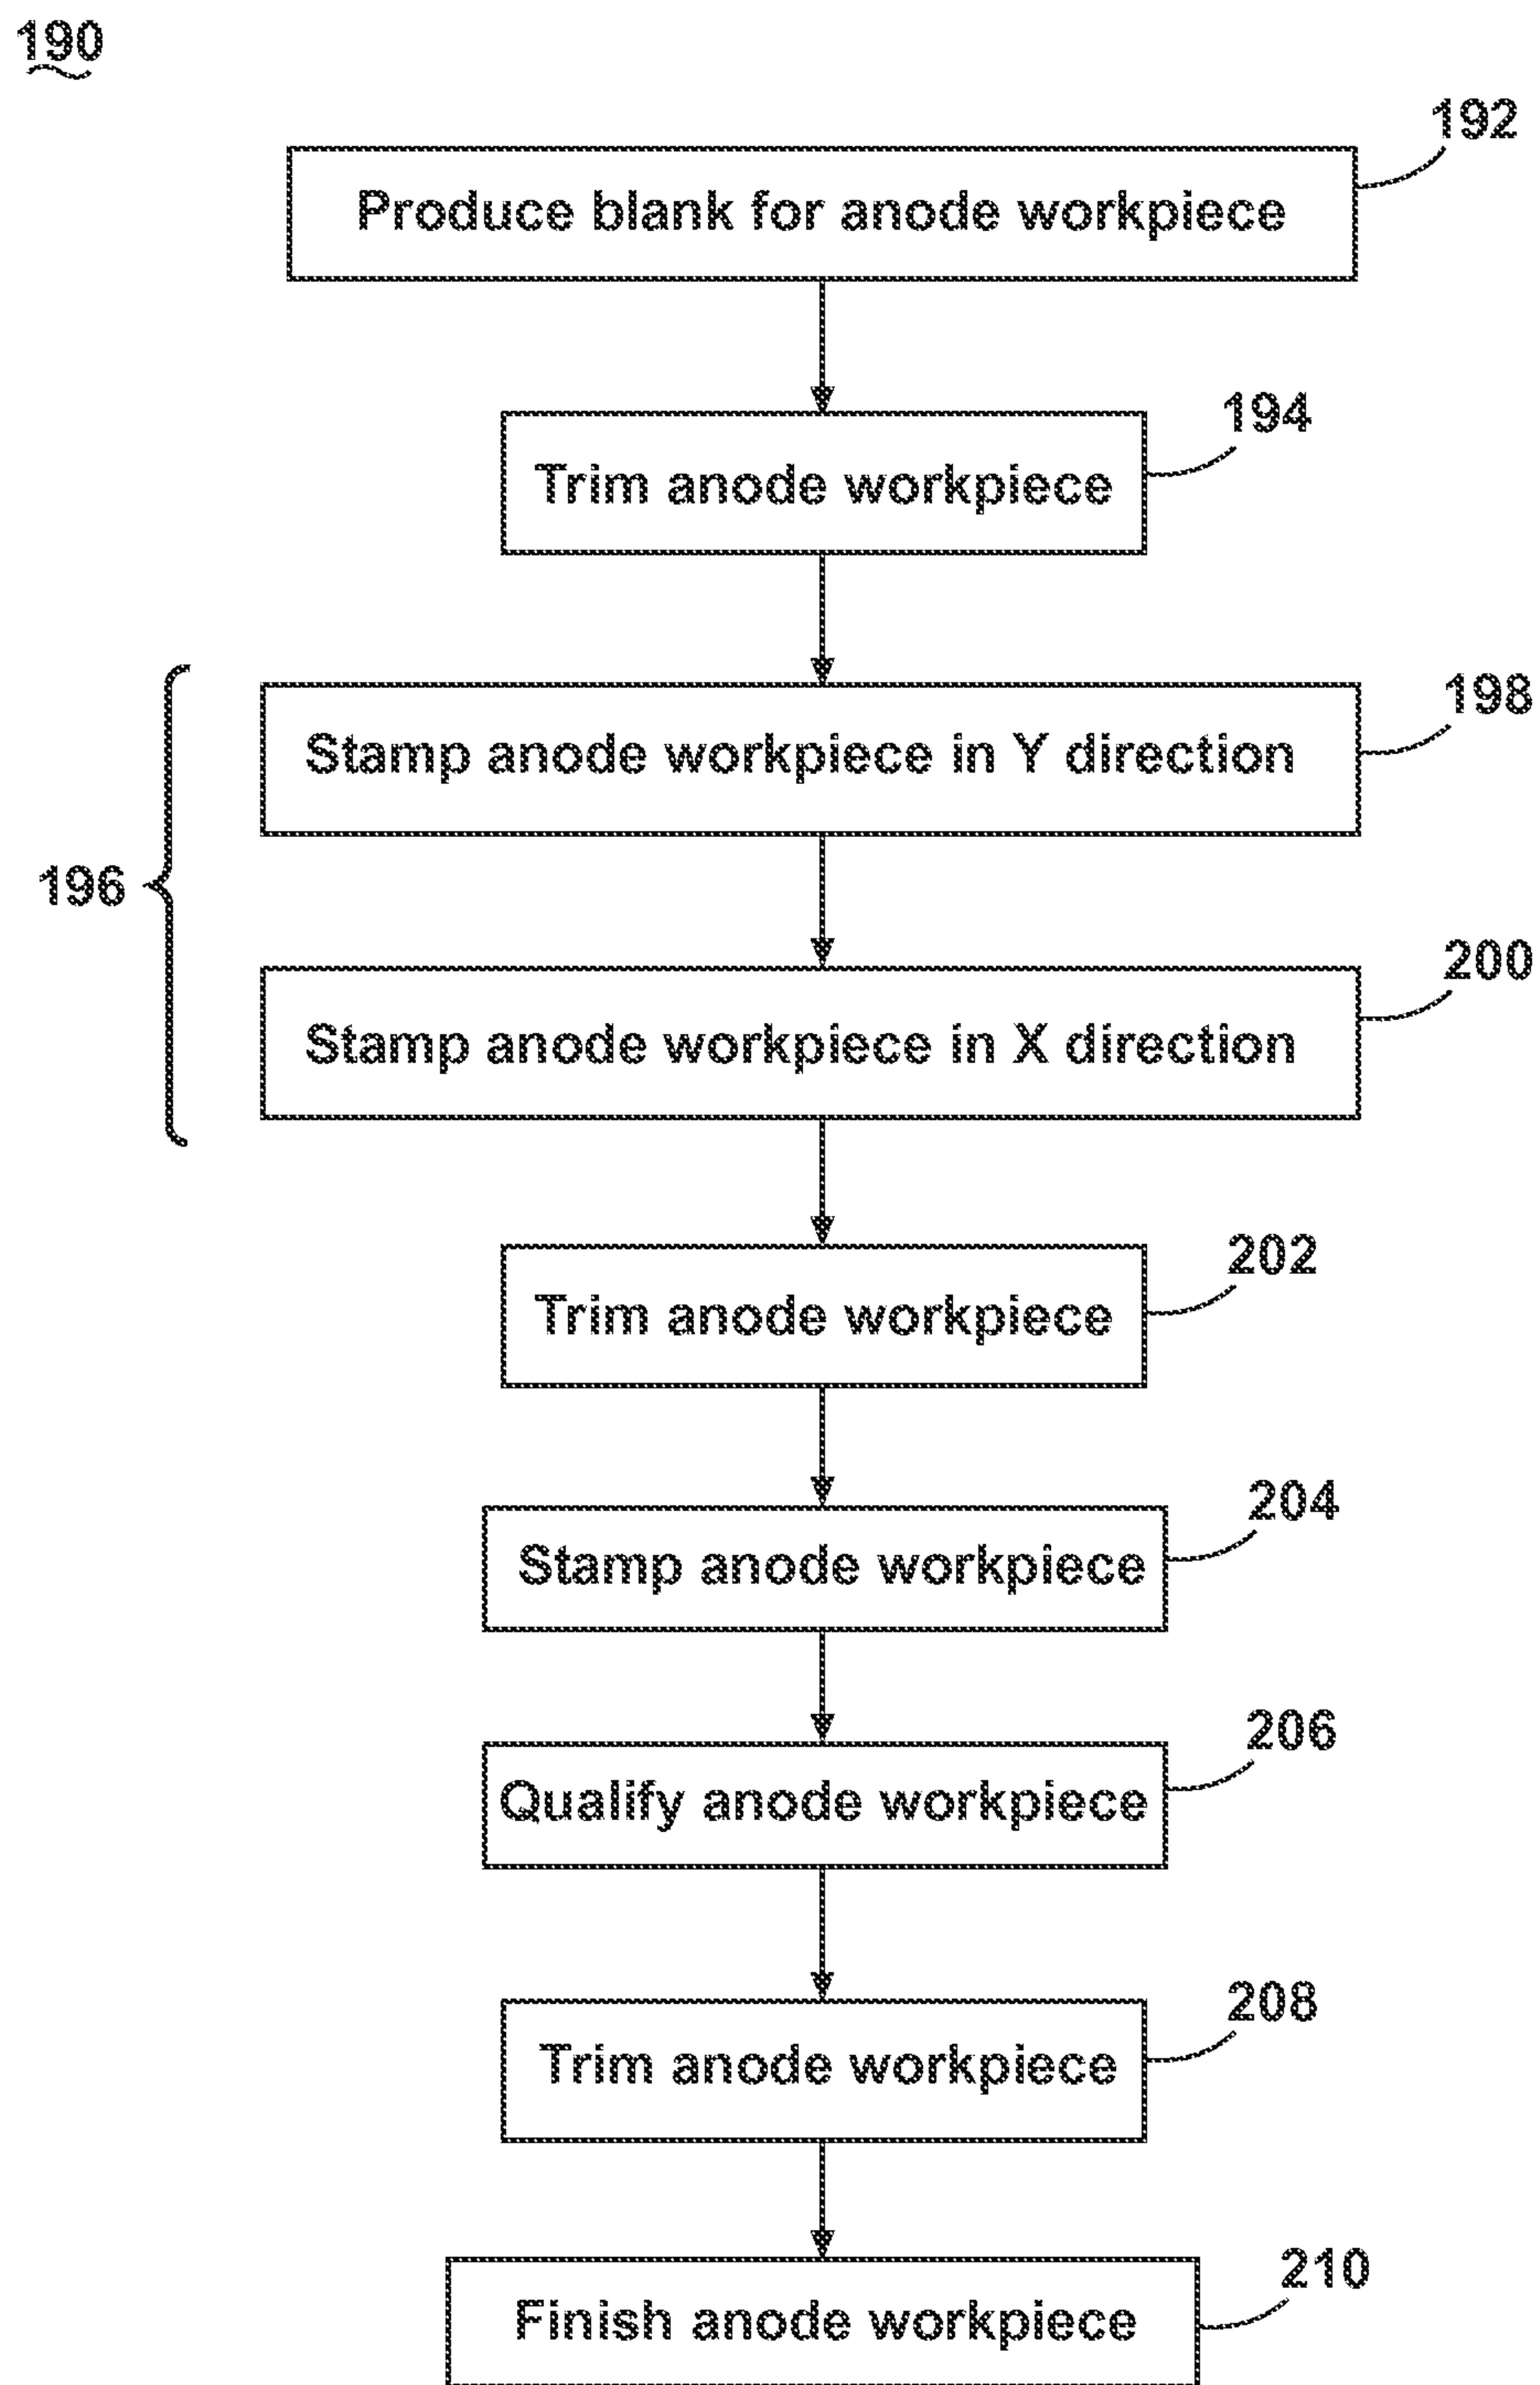 190
192
Produce blank for anode workpiece
194
Trim anode workpiece
198
Stamp anode workpiece in Y direction
196
200
Stamp anode workpiece in X direction
202
Trim anode workpiece
204
Stamp anode workpiece
206
Qualify anode workpiece
208
Trim anode workpiece
210
Finish anode workpiece